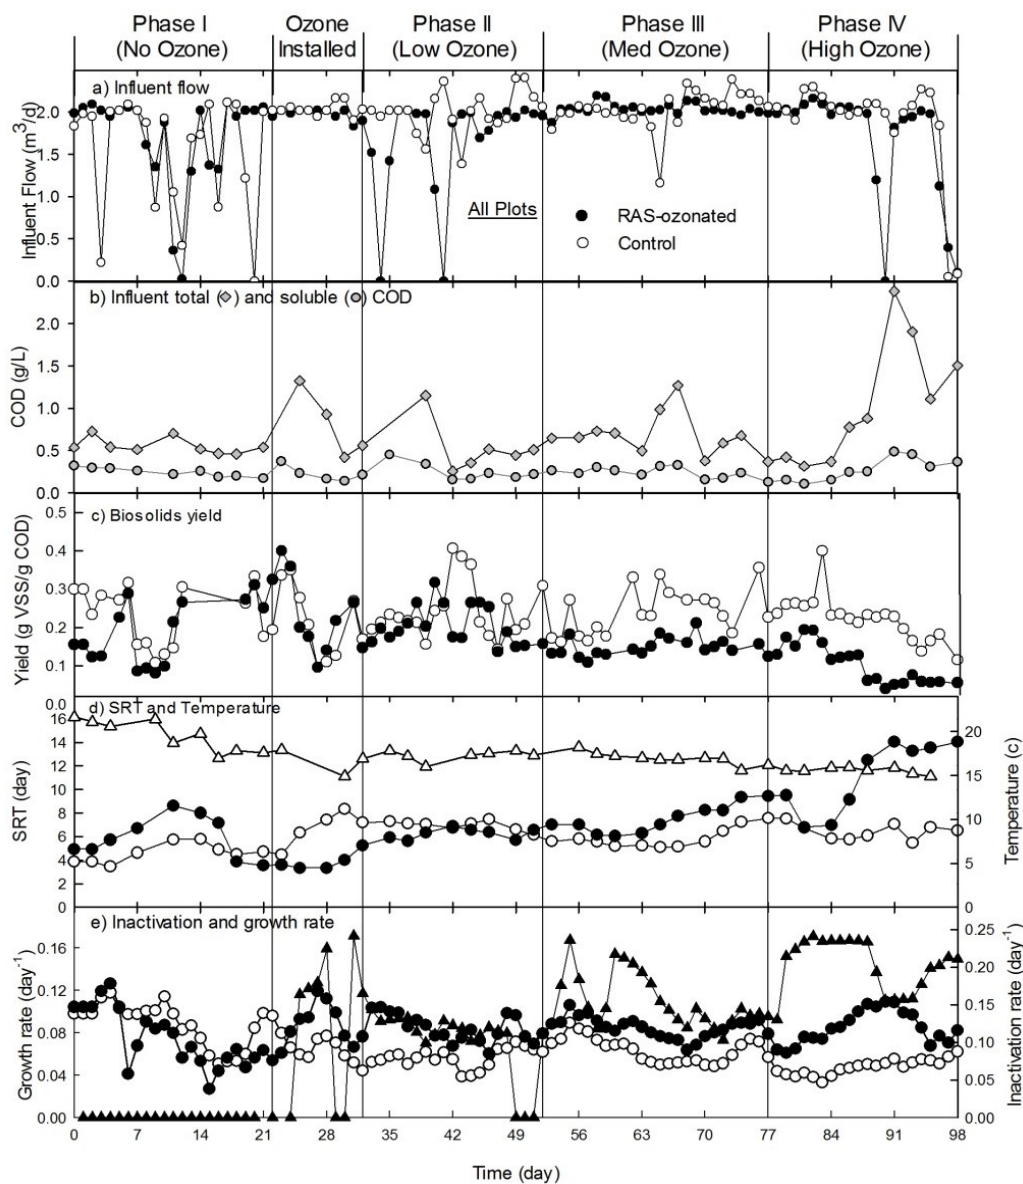 Phase I Ozone Phase II Phase III Phase IV
(No Ozone) Installed (Low Ozone) (Med Ozone) (High Ozone)
a) Influent flow
Influent Flow (m³/d)
2.0
1.5
1.0
0.5
0.0
All Plots
RAS-ozonated
Control
b) Influent total ( ) and soluble ( ) COD
COD (g/L)
2.0
1.5
1.0
0.5
0.0
c) Biosolids yield
Yield (g VSS/g COD)
0.5
0.4
0.3
0.2
0.1
0.0
d) SRT and Temperature
SRT (day)
16
14
12
10
8
6
4
2
0
20
15
10
5
0
Temperature (c)
e) Inactivation and growth rate
Growth rate (day⁻¹)
0.16
0.12
0.08
0.04
0.00
0.25
0.20
0.15
0.10
0.05
0.00
Inactivation rate (day⁻¹)
0 7 14 21 28 35 42 49 56 63 70 77 84 91 98
Time (day)